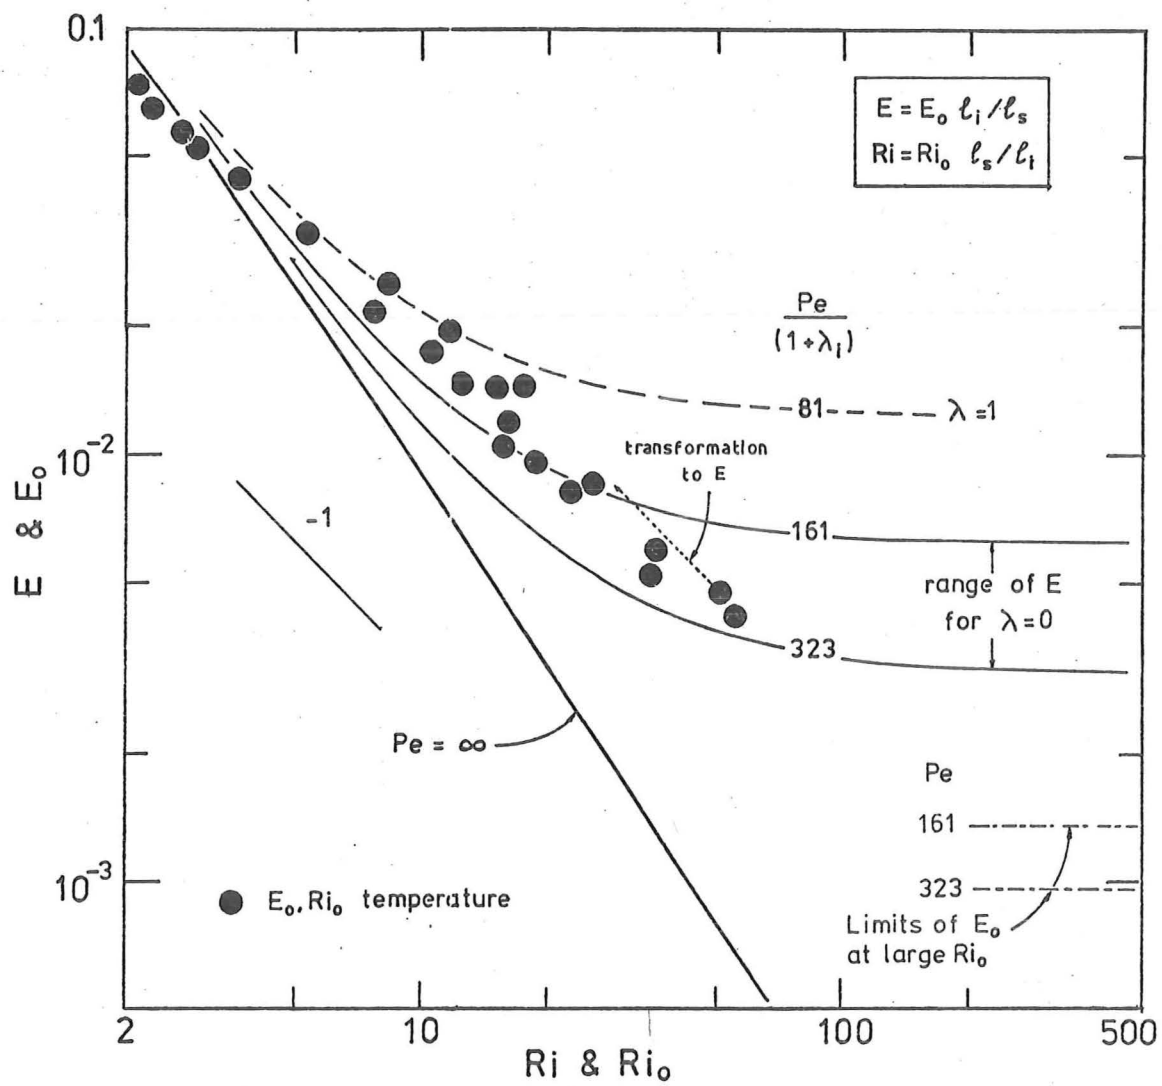 0.1
E = E₀ ℓᵢ/ℓₛ
Ri = Ri₀ ℓₛ/ℓᵢ
Pe
(1+λᵢ)
81
λ = 1
transformation
to E
10⁻²
E & E₀
-1
161
range of E
for λ=0
323
Pe = ∞
Pe
161
10⁻³
323
E₀, Ri₀ temperature
Limits of E₀
at large Ri₀
2
10
100
500
Ri & Ri₀